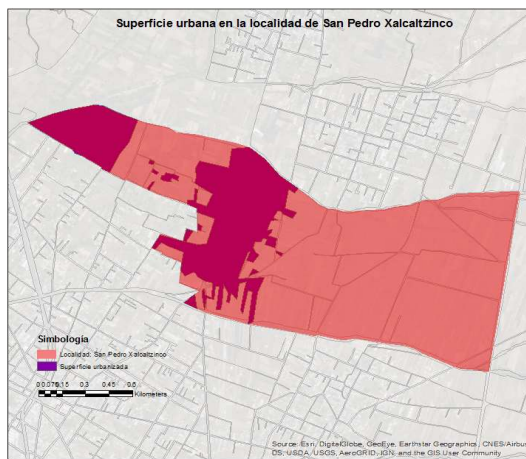 Superficie urbana en la localidad de San Pedro Xalcaltzinco
Simbología
Localidad: San Pedro Xalcaltzinco
Superficie urbanizada
0 0.075 0.15 0.3 0.45 0.6
Kilometers
Source: Esri, DigitalGlobe, GeoEye, Earthstar Geographics, CNES/Airbus
DS, USDA, USGS, AeroGRID, IGN, and the GIS User Community